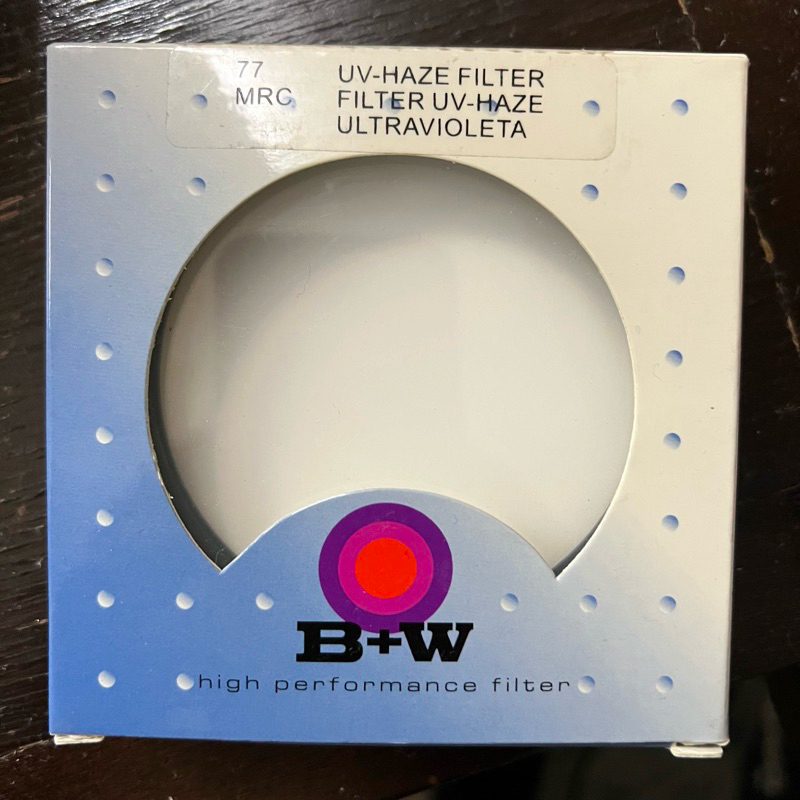 77 UV-HAZE FILTER
MRC FILTER UV-HAZE
ULTRAVIOLETA
B+W
high performance filter